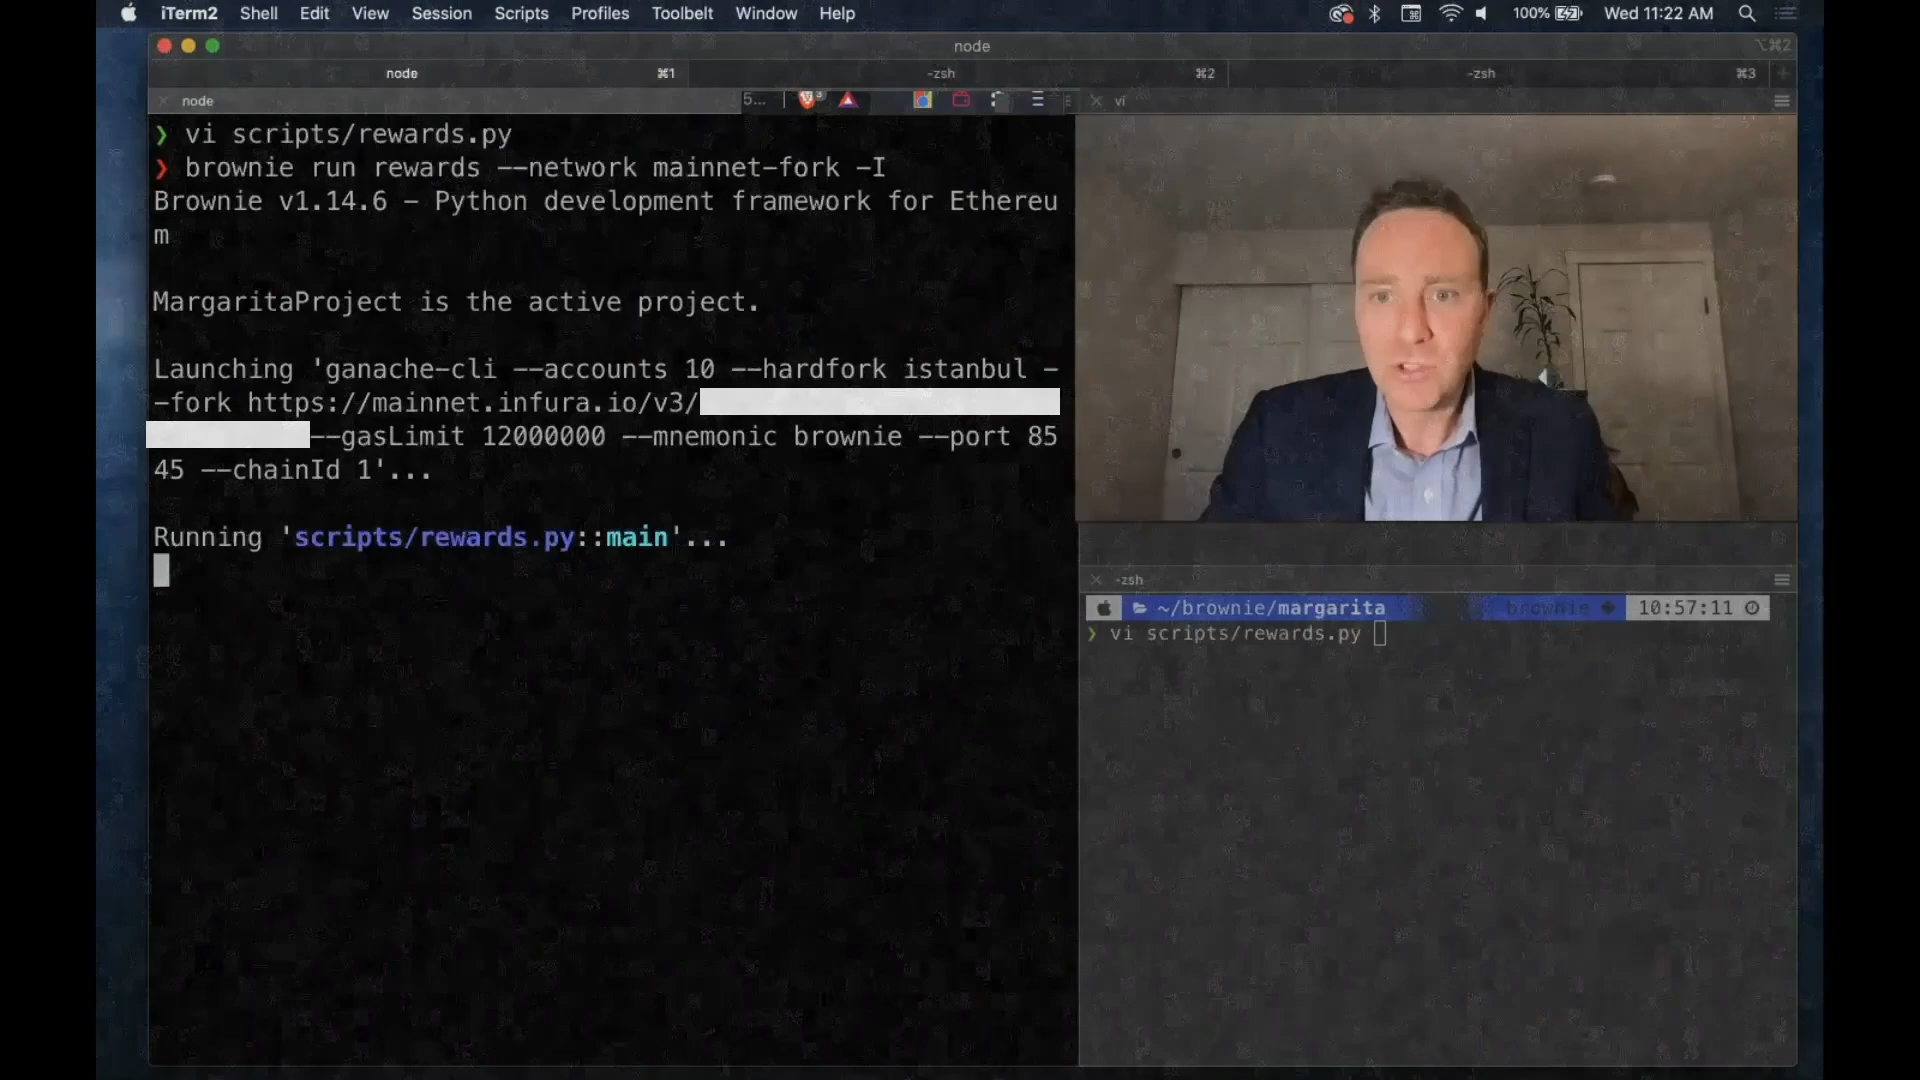 iTerm2 Shell Edit View Session Scripts Profiles Toolbelt Window Help 100% Wed 11:22 AM
node ⌥⌘2
node ⌘1 -zsh ⌘2 -zsh ⌘3
node 5... 3 vi
❯ vi scripts/rewards.py
❯ brownie run rewards --network mainnet-fork -I
Brownie v1.14.6 - Python development framework for Ethereu
m
MargaritaProject is the active project.
Launching 'ganache-cli --accounts 10 --hardfork istanbul -
-fork https://mainnet.infura.io/v3/
--gasLimit 12000000 --mnemonic brownie --port 85
45 --chainId 1'...
Running 'scripts/rewards.py::main'...
-zsh
~/brownie/margarita brownie 10:57:11
❯ vi scripts/rewards.py